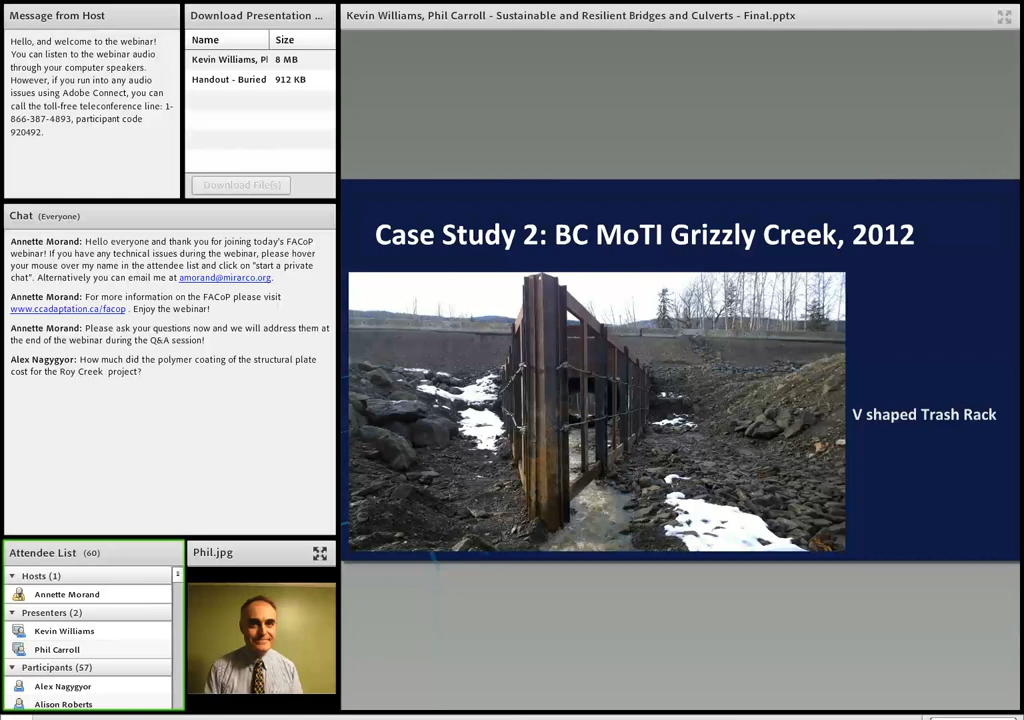 Message from Host
Hello, and welcome to the webinar!
You can listen to the webinar audio
through your computer speakers.
However, if you run into any audio
issues using Adobe Connect, you can
call the toll-free teleconference line: 1-
866-387-4893, participant code
920492.
Download Presentation ...
Name Size
Kevin Williams, Pl 8 MB
Handout - Buried 912 KB
Download File(s)
Chat (Everyone)
Annette Morand: Hello everyone and thank you for joining today's FACoP
webinar! If you have any technical issues during the webinar, please hover
your mouse over my name in the attendee list and click on "start a private
chat". Alternatively you can email me at amorand@mirarco.org.
Annette Morand: For more information on the FACoP please visit
www.ccadaptation.ca/facop . Enjoy the webinar!
Annette Morand: Please ask your questions now and we will address them at
the end of the webinar during the Q&A session!
Alex Nagygyor: How much did the polymer coating of the structural plate
cost for the Roy Creek project?
Attendee List (60)
Hosts (1)
Annette Morand
Presenters (2)
Kevin Williams
Phil Carroll
Participants (57)
Alex Nagygyor
Alison Roberts
Phil.jpg
Kevin Williams, Phil Carroll - Sustainable and Resilient Bridges and Culverts - Final.pptx
Case Study 2: BC MoTI Grizzly Creek, 2012
V shaped Trash Rack